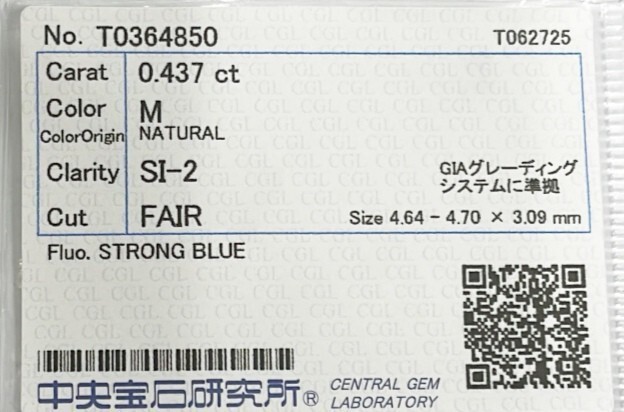 No. T0364850 T062725
Carat 0.437 ct
Color M
ColorOrigin NATURAL
Clarity SI-2
GIAグレーディング
システムに準拠
Cut FAIR Size 4.64 - 4.70 × 3.09 mm
Fluo. STRONG BLUE
中央宝石研究所® CENTRAL GEM
LABORATORY